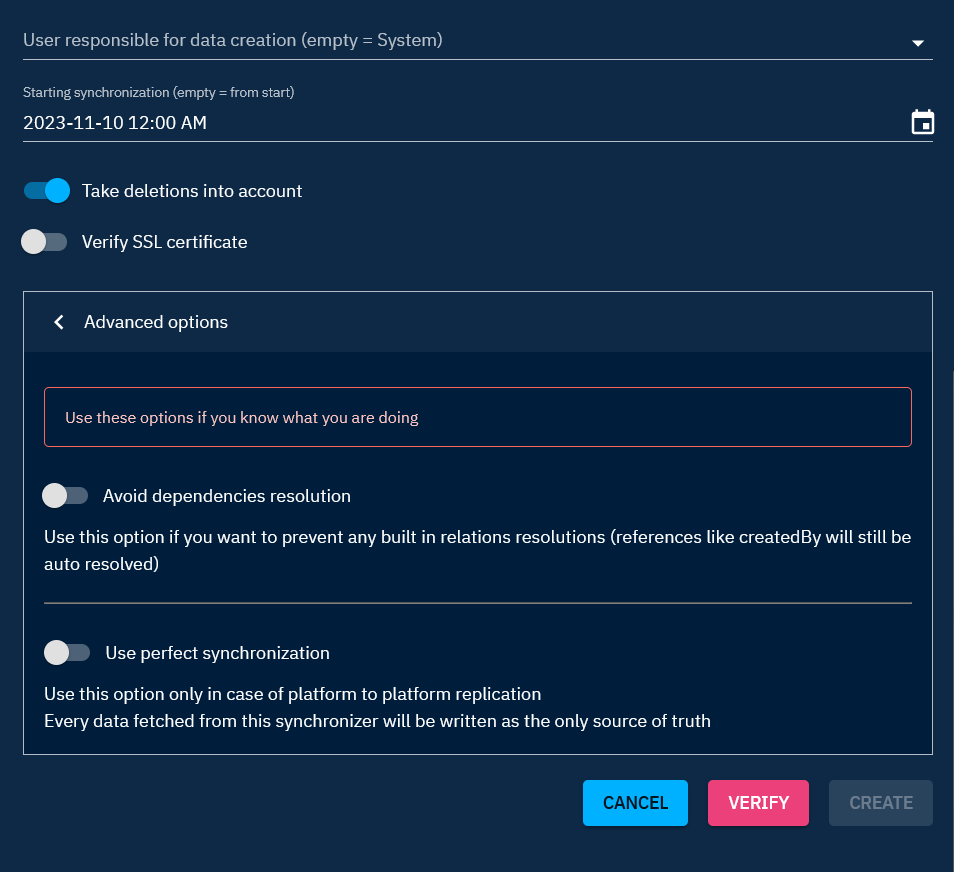 User responsible for data creation (empty = System)
Starting synchronization (empty = from start)
2023-11-10 12:00 AM
Take deletions into account
Verify SSL certificate
Advanced options
Use these options if you know what you are doing
Avoid dependencies resolution
Use this option if you want to prevent any built in relations resolutions (references like createdBy will still be
auto resolved)
Use perfect synchronization
Use this option only in case of platform to platform replication
Every data fetched from this synchronizer will be written as the only source of truth
CANCEL VERIFY CREATE